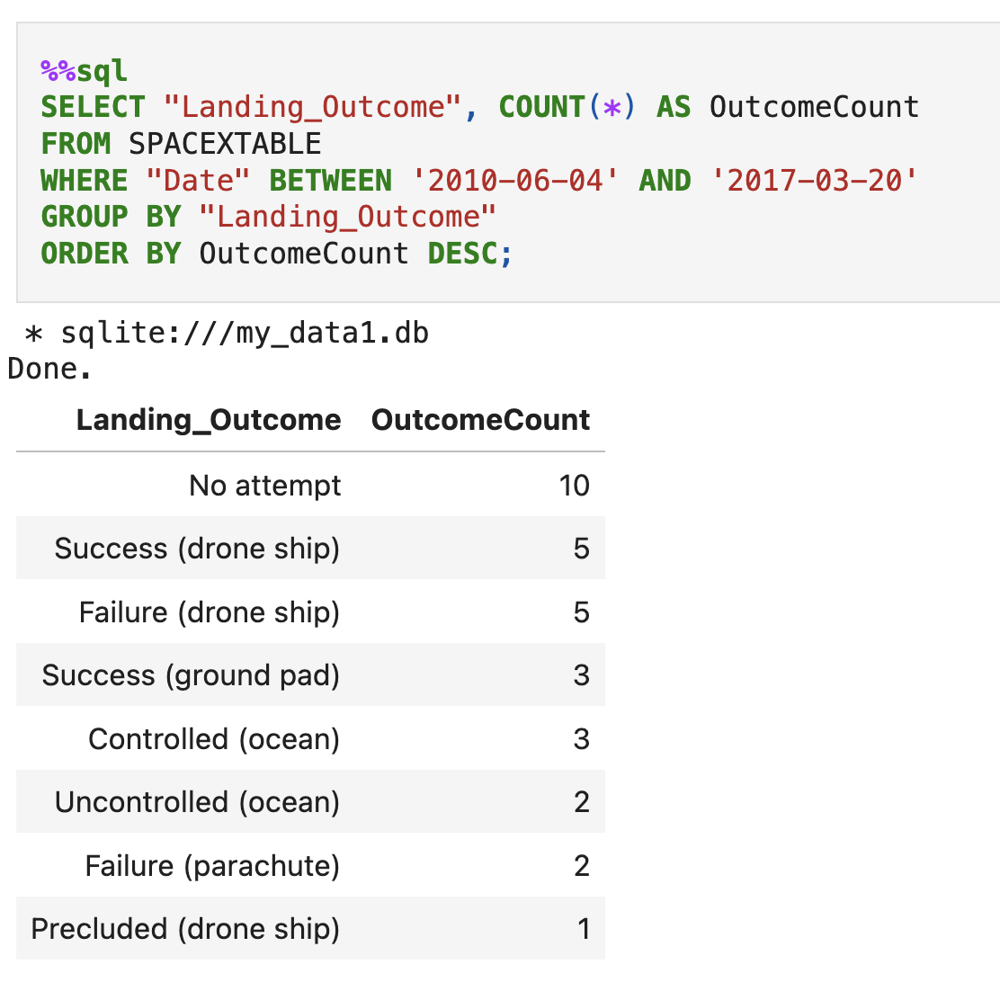 %%sql
SELECT "Landing_Outcome", COUNT(*) AS OutcomeCount
FROM SPACEXTABLE
WHERE "Date" BETWEEN '2010-06-04' AND '2017-03-20'
GROUP BY "Landing_Outcome"
ORDER BY OutcomeCount DESC;
* sqlite:///my_data1.db
Done.
Landing_Outcome OutcomeCount
No attempt 10
Success (drone ship) 5
Failure (drone ship) 5
Success (ground pad) 3
Controlled (ocean) 3
Uncontrolled (ocean) 2
Failure (parachute) 2
Precluded (drone ship) 1